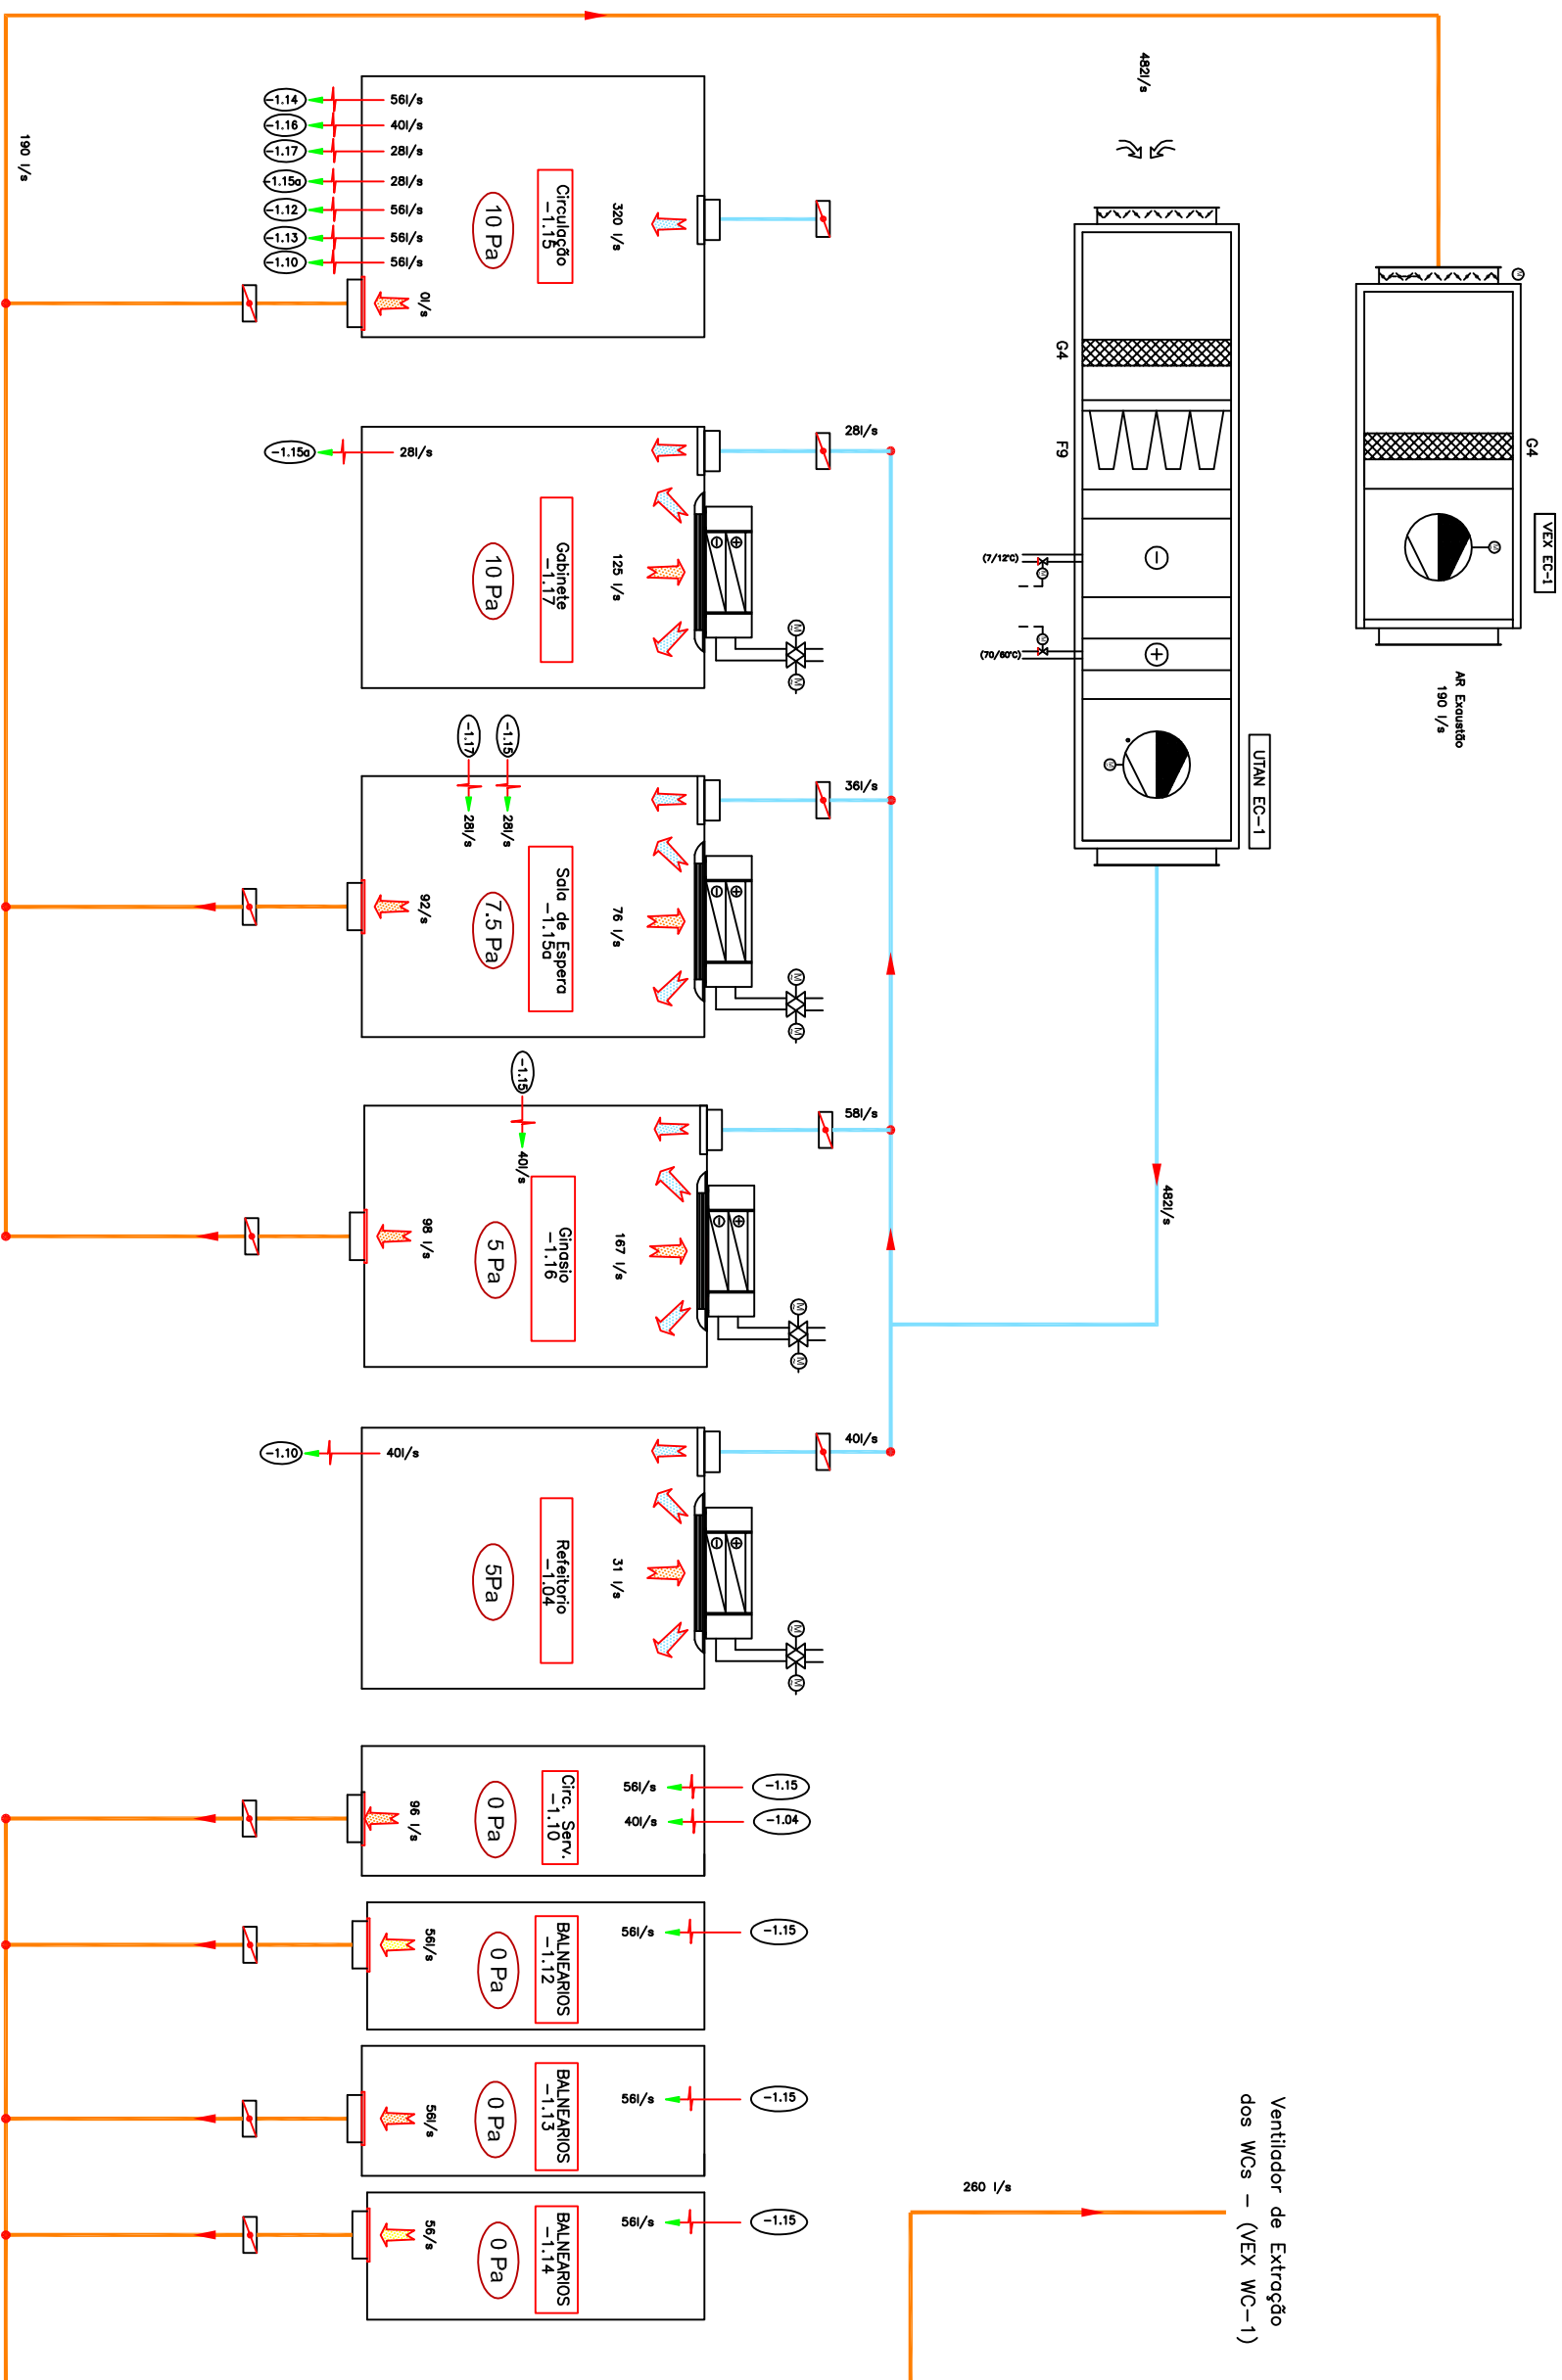 VEX EC-1
G4
M
M
AR Exaustão
190 l/s
UTAN EC-1
482l/s
G4
F9
(7/12°C)
M
(70/60°C)
M
M
482l/s
190 l/s
Circulação
-1.15
10 Pa
320 l/s
56l/s
-1.14
40l/s
-1.16
28l/s
-1.17
28l/s
-1.15a
56l/s
-1.12
56l/s
-1.13
56l/s
-1.10
0l/s
28l/s
M
M
125 l/s
Gabinete
-1.17
10 Pa
28l/s
-1.15a
36l/s
M
M
76 l/s
Sala de Espera
-1.15a
7.5 Pa
-1.15
28l/s
-1.17
28l/s
92/s
58l/s
M
M
167 l/s
Ginasio
-1.16
5 Pa
-1.15
40l/s
98 l/s
40l/s
M
M
31 l/s
Refeitorio
-1.04
5Pa
40l/s
-1.10
-1.15
56l/s
-1.04
40l/s
Circ. Serv.
-1.10
0 Pa
96 l/s
-1.15
56l/s
BALNEARIOS
-1.12
0 Pa
56l/s
-1.15
56l/s
BALNEARIOS
-1.13
0 Pa
56l/s
-1.15
56l/s
BALNEARIOS
-1.14
0 Pa
56/s
260 l/s
Ventilador de Extração
dos WCs - (VEX WC-1)